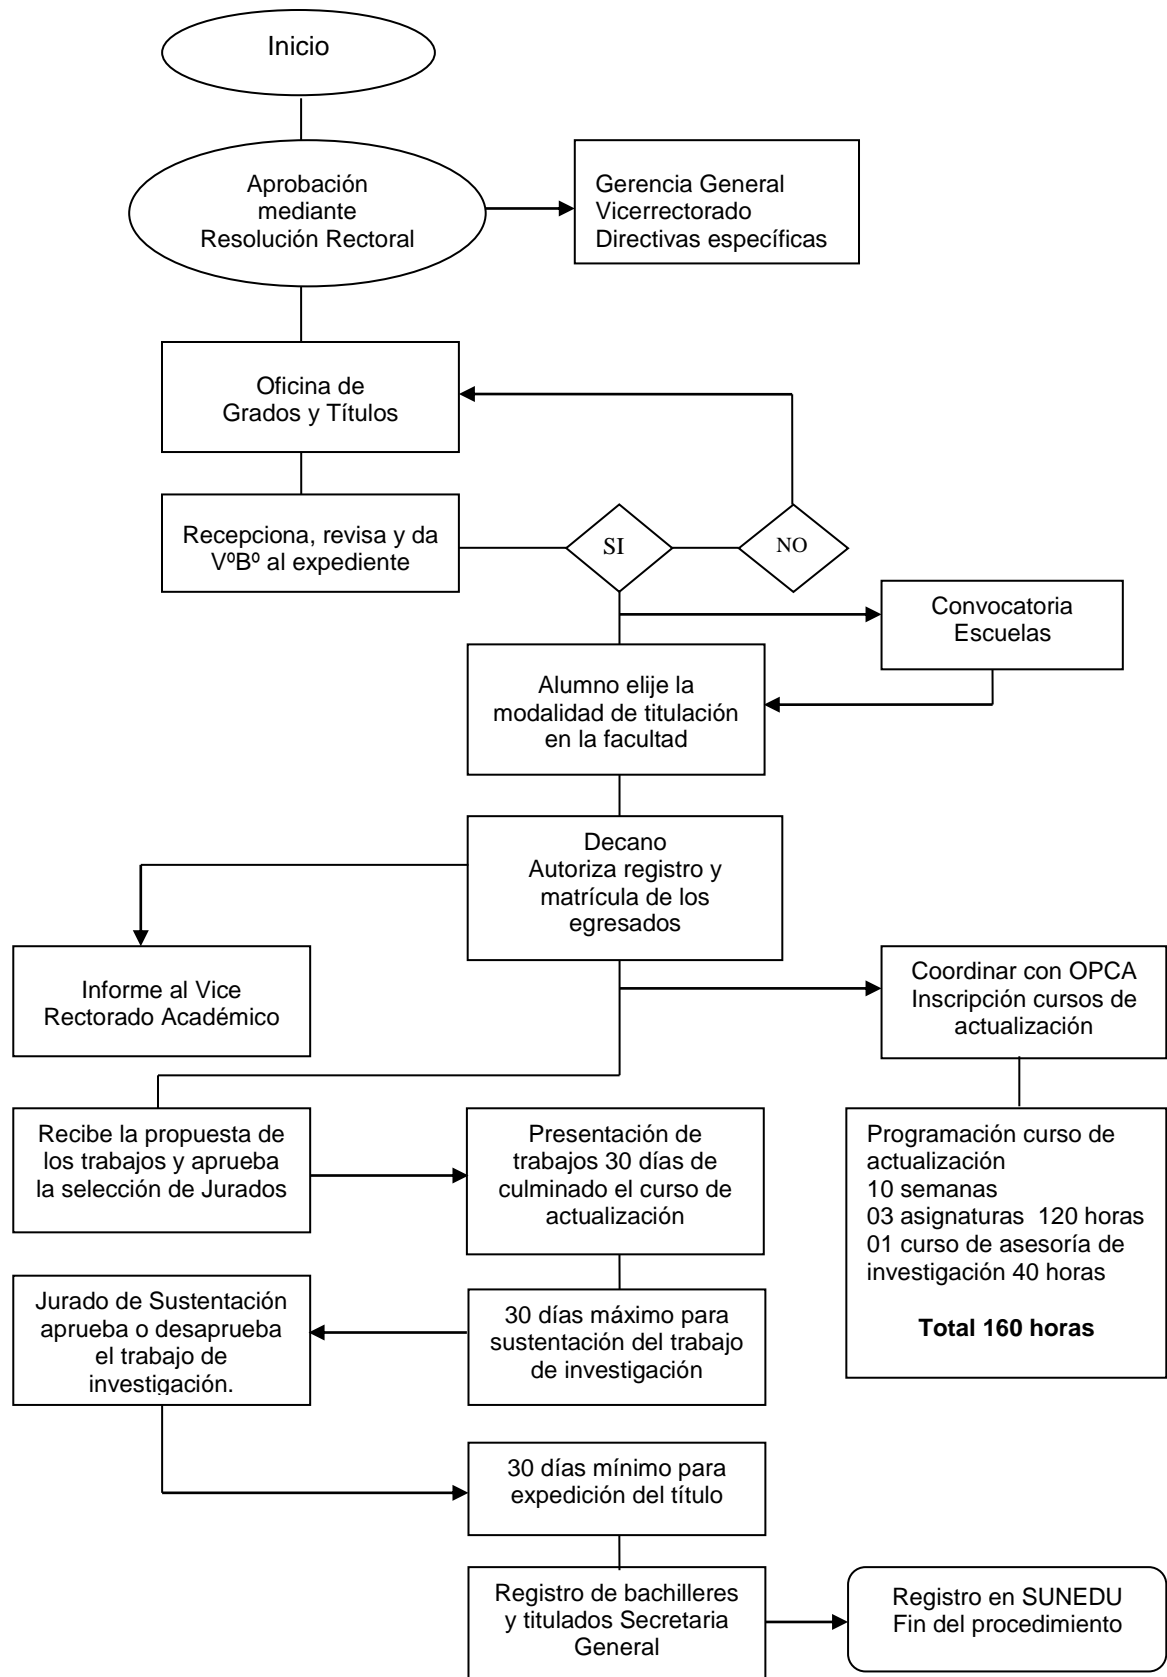 Inicio
Aprobación
mediante
Resolución Rectoral
Gerencia General
Vicerrectorado
Directivas específicas
Oficina de
Grados y Títulos
Recepciona, revisa y da
VºBº al expediente
SI
NO
Convocatoria
Escuelas
Alumno elije la
modalidad de titulación
en la facultad
Decano
Autoriza registro y
matrícula de los
egresados
Informe al Vice
Rectorado Académico
Coordinar con OPCA
Inscripción cursos de
actualización
Recibe la propuesta de
los trabajos y aprueba
la selección de Jurados
Presentación de
trabajos 30 días de
culminado el curso de
actualización
Programación curso de
actualización
10 semanas
03 asignaturas  120 horas
01 curso de asesoría de
investigación 40 horas
Total 160 horas
Jurado de Sustentación
aprueba o desaprueba
el trabajo de
investigación.
30 días máximo para
sustentación del trabajo
de investigación
30 días mínimo para
expedición del título
Registro de bachilleres
y titulados Secretaria
General
Registro en SUNEDU
Fin del procedimiento